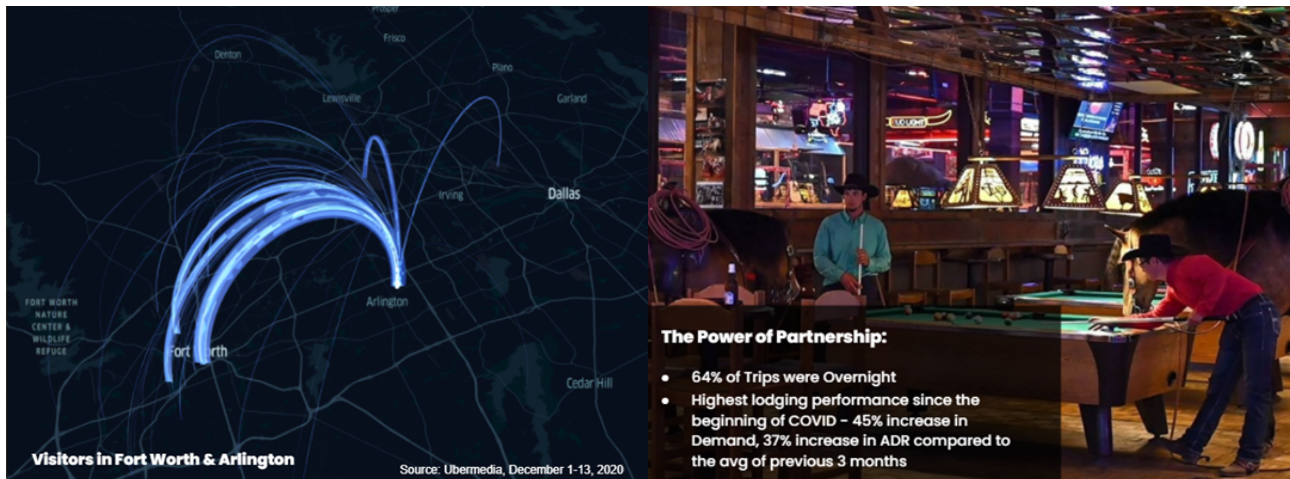 Prosper
Frisco
Denton
Plano
Lewisville
Garland
Irving
Dallas
Arlington
FORT WORTH
NATURE
CENTER &
WILDLIFE
REFUGE
Fort Worth
Cedar Hill
Visitors in Fort Worth & Arlington
Source: Ubermedia, December 1-13, 2020
The Power of Partnership:
● 64% of Trips were Overnight
● Highest lodging performance since the
beginning of COVID - 45% increase in
Demand, 37% increase in ADR compared to
the avg of previous 3 months